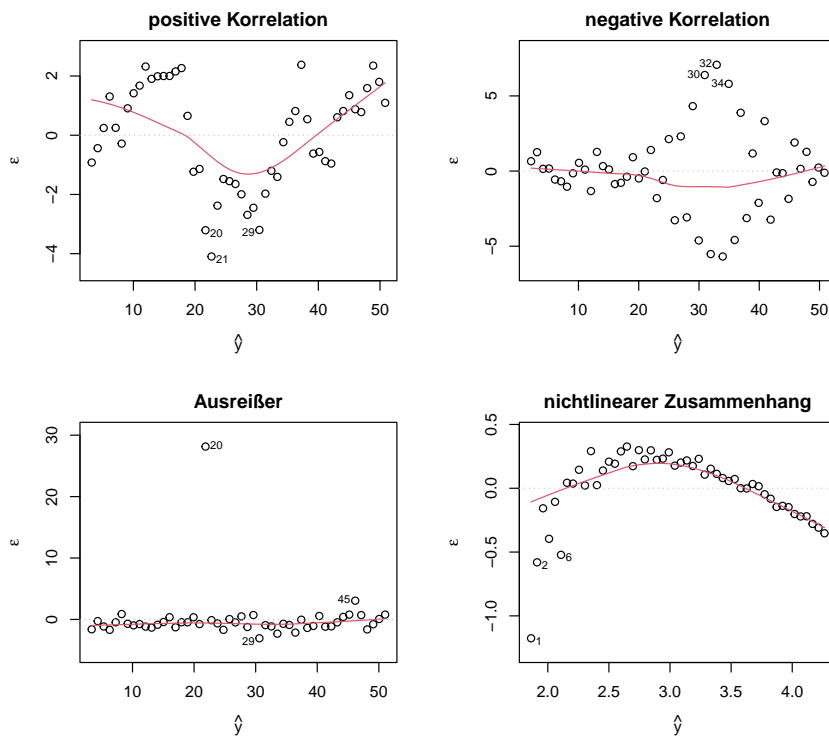 positive Korrelation
ε
2
0
−2
−4
20
21
29
10 20 30 40 50
ŷ
negative Korrelation
ε
5
0
−5
30
32
34
0 10 20 30 40 50
ŷ
Ausreißer
ε
30
20
10
0
20
29
45
10 20 30 40 50
ŷ
nichtlinearer Zusammenhang
ε
0.5
0.0
−0.5
−1.0
1
2
6
2.0 2.5 3.0 3.5 4.0
ŷ